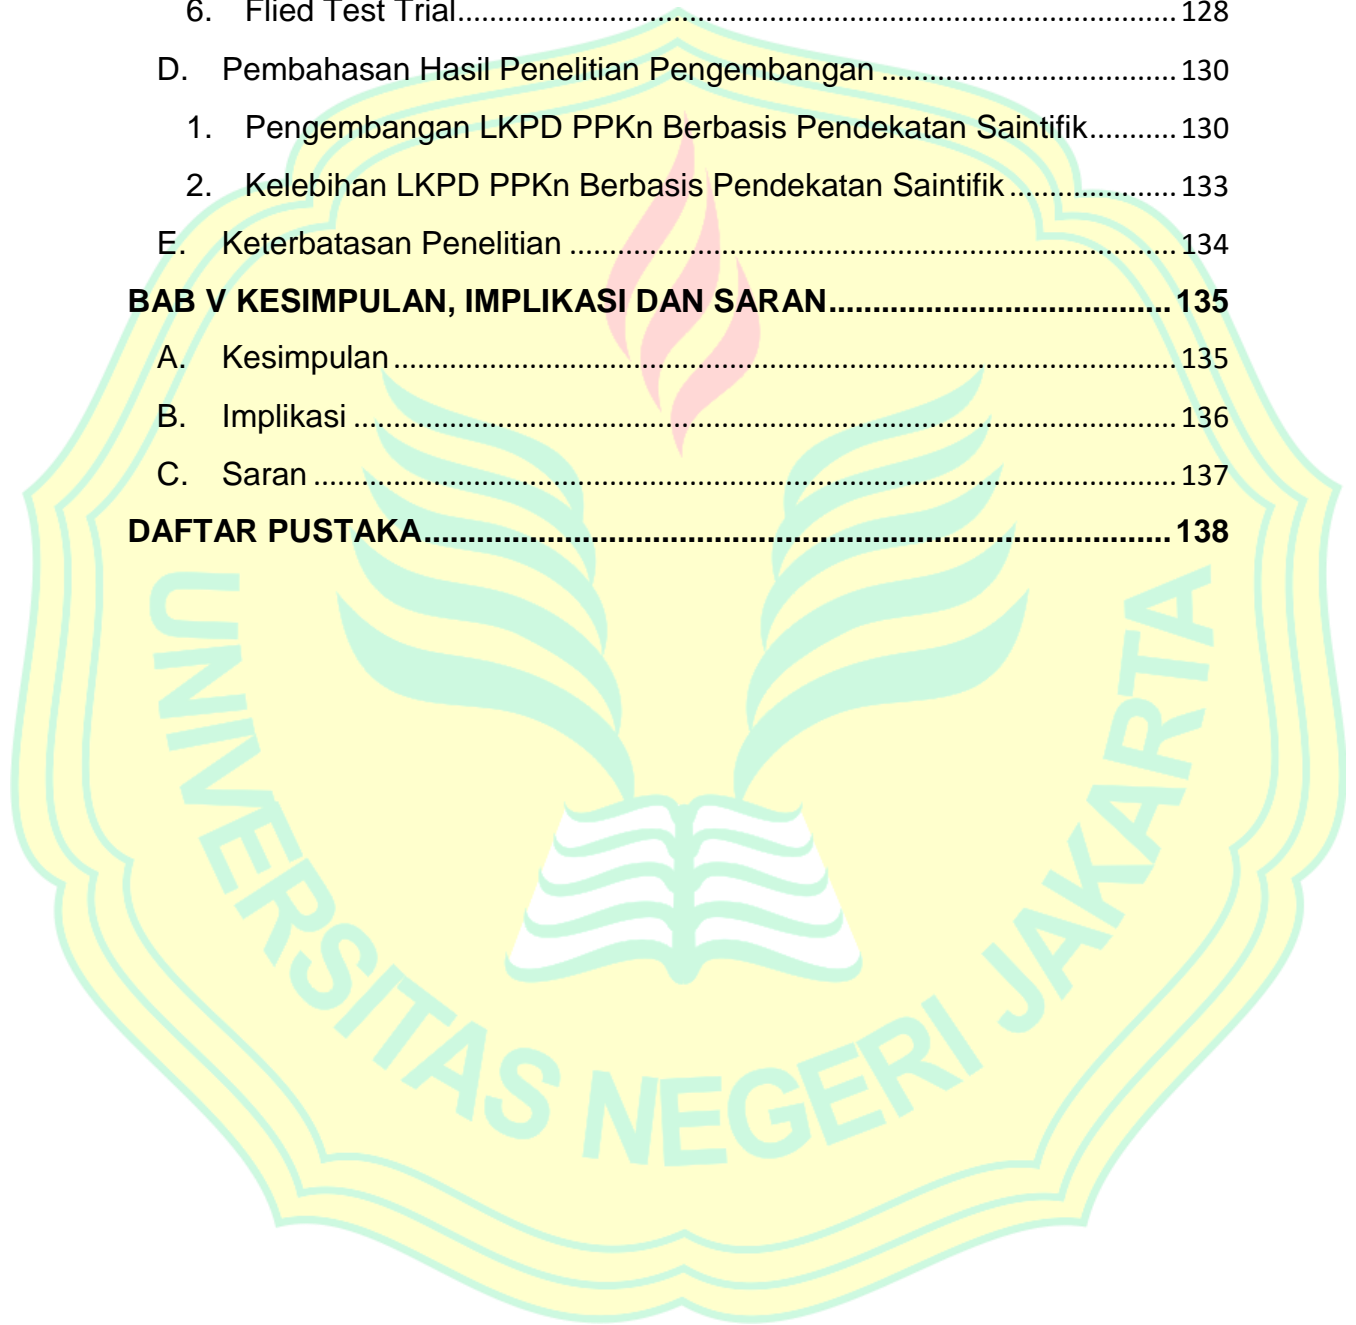 6. Flied Test Trial.................................................................................. 128
D. Pembahasan Hasil Penelitian Pengembangan .................................. 130
1. Pengembangan LKPD PPKn Berbasis Pendekatan Saintifik.......... 130
2. Kelebihan LKPD PPKn Berbasis Pendekatan Saintifik ................... 133
E. Keterbatasan Penelitian ..................................................................... 134
BAB V KESIMPULAN, IMPLIKASI DAN SARAN....................................... 135
A. Kesimpulan ......................................................................................... 135
B. Implikasi .............................................................................................. 136
C. Saran ................................................................................................... 137
DAFTAR PUSTAKA..................................................................................... 138
UNIVERSITAS NEGERI JAKARTA